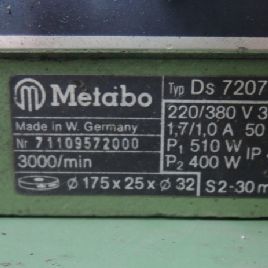 Metabo
Made in W. Germany
Nr 71109572000
3000/min
ø 175 x 25 x ø 32
Typ Ds 7207
220/380 V 3
1,7/1,0 A 50
P₁ 510 W
P₂ 400 W
IP
S2-30 m